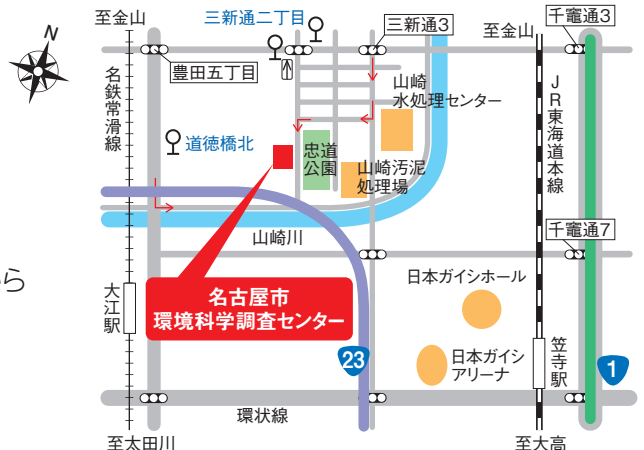 至金山
三新通二丁目
三新通3
至金山
千竈通3
N
豊田五丁目
名鉄常滑線
山崎
水処理センター
JR東海道本線
道徳橋北
忠道
公園
山崎汚泥
処理場
山崎川
千竈通7
から
大江駅
名古屋市
環境科学調査センター
日本ガイシホール
23
日本ガイシ
アリーナ
笠寺駅
1
環状線
至太田川
至大高